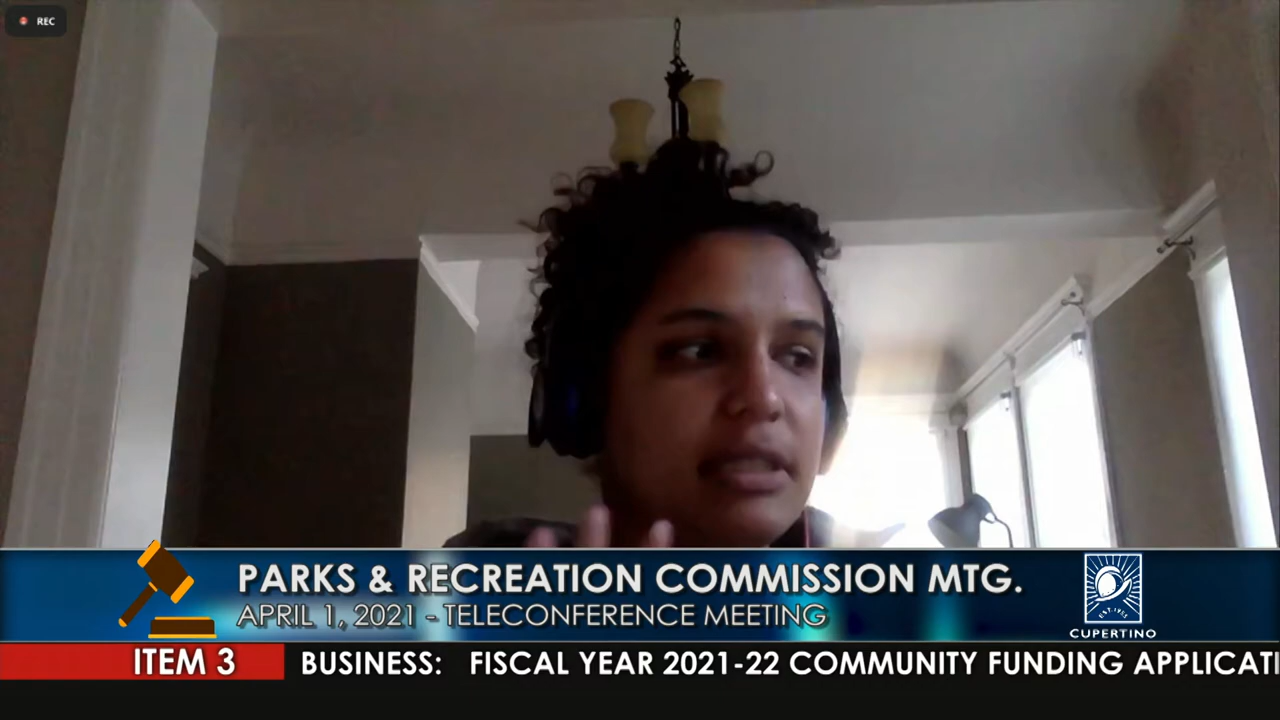 REC
PARKS & RECREATION COMMISSION MTG.
APRIL 1, 2021 - TELECONFERENCE MEETING
CUPERTINO
ITEM 3
BUSINESS: FISCAL YEAR 2021-22 COMMUNITY FUNDING APPLICATI